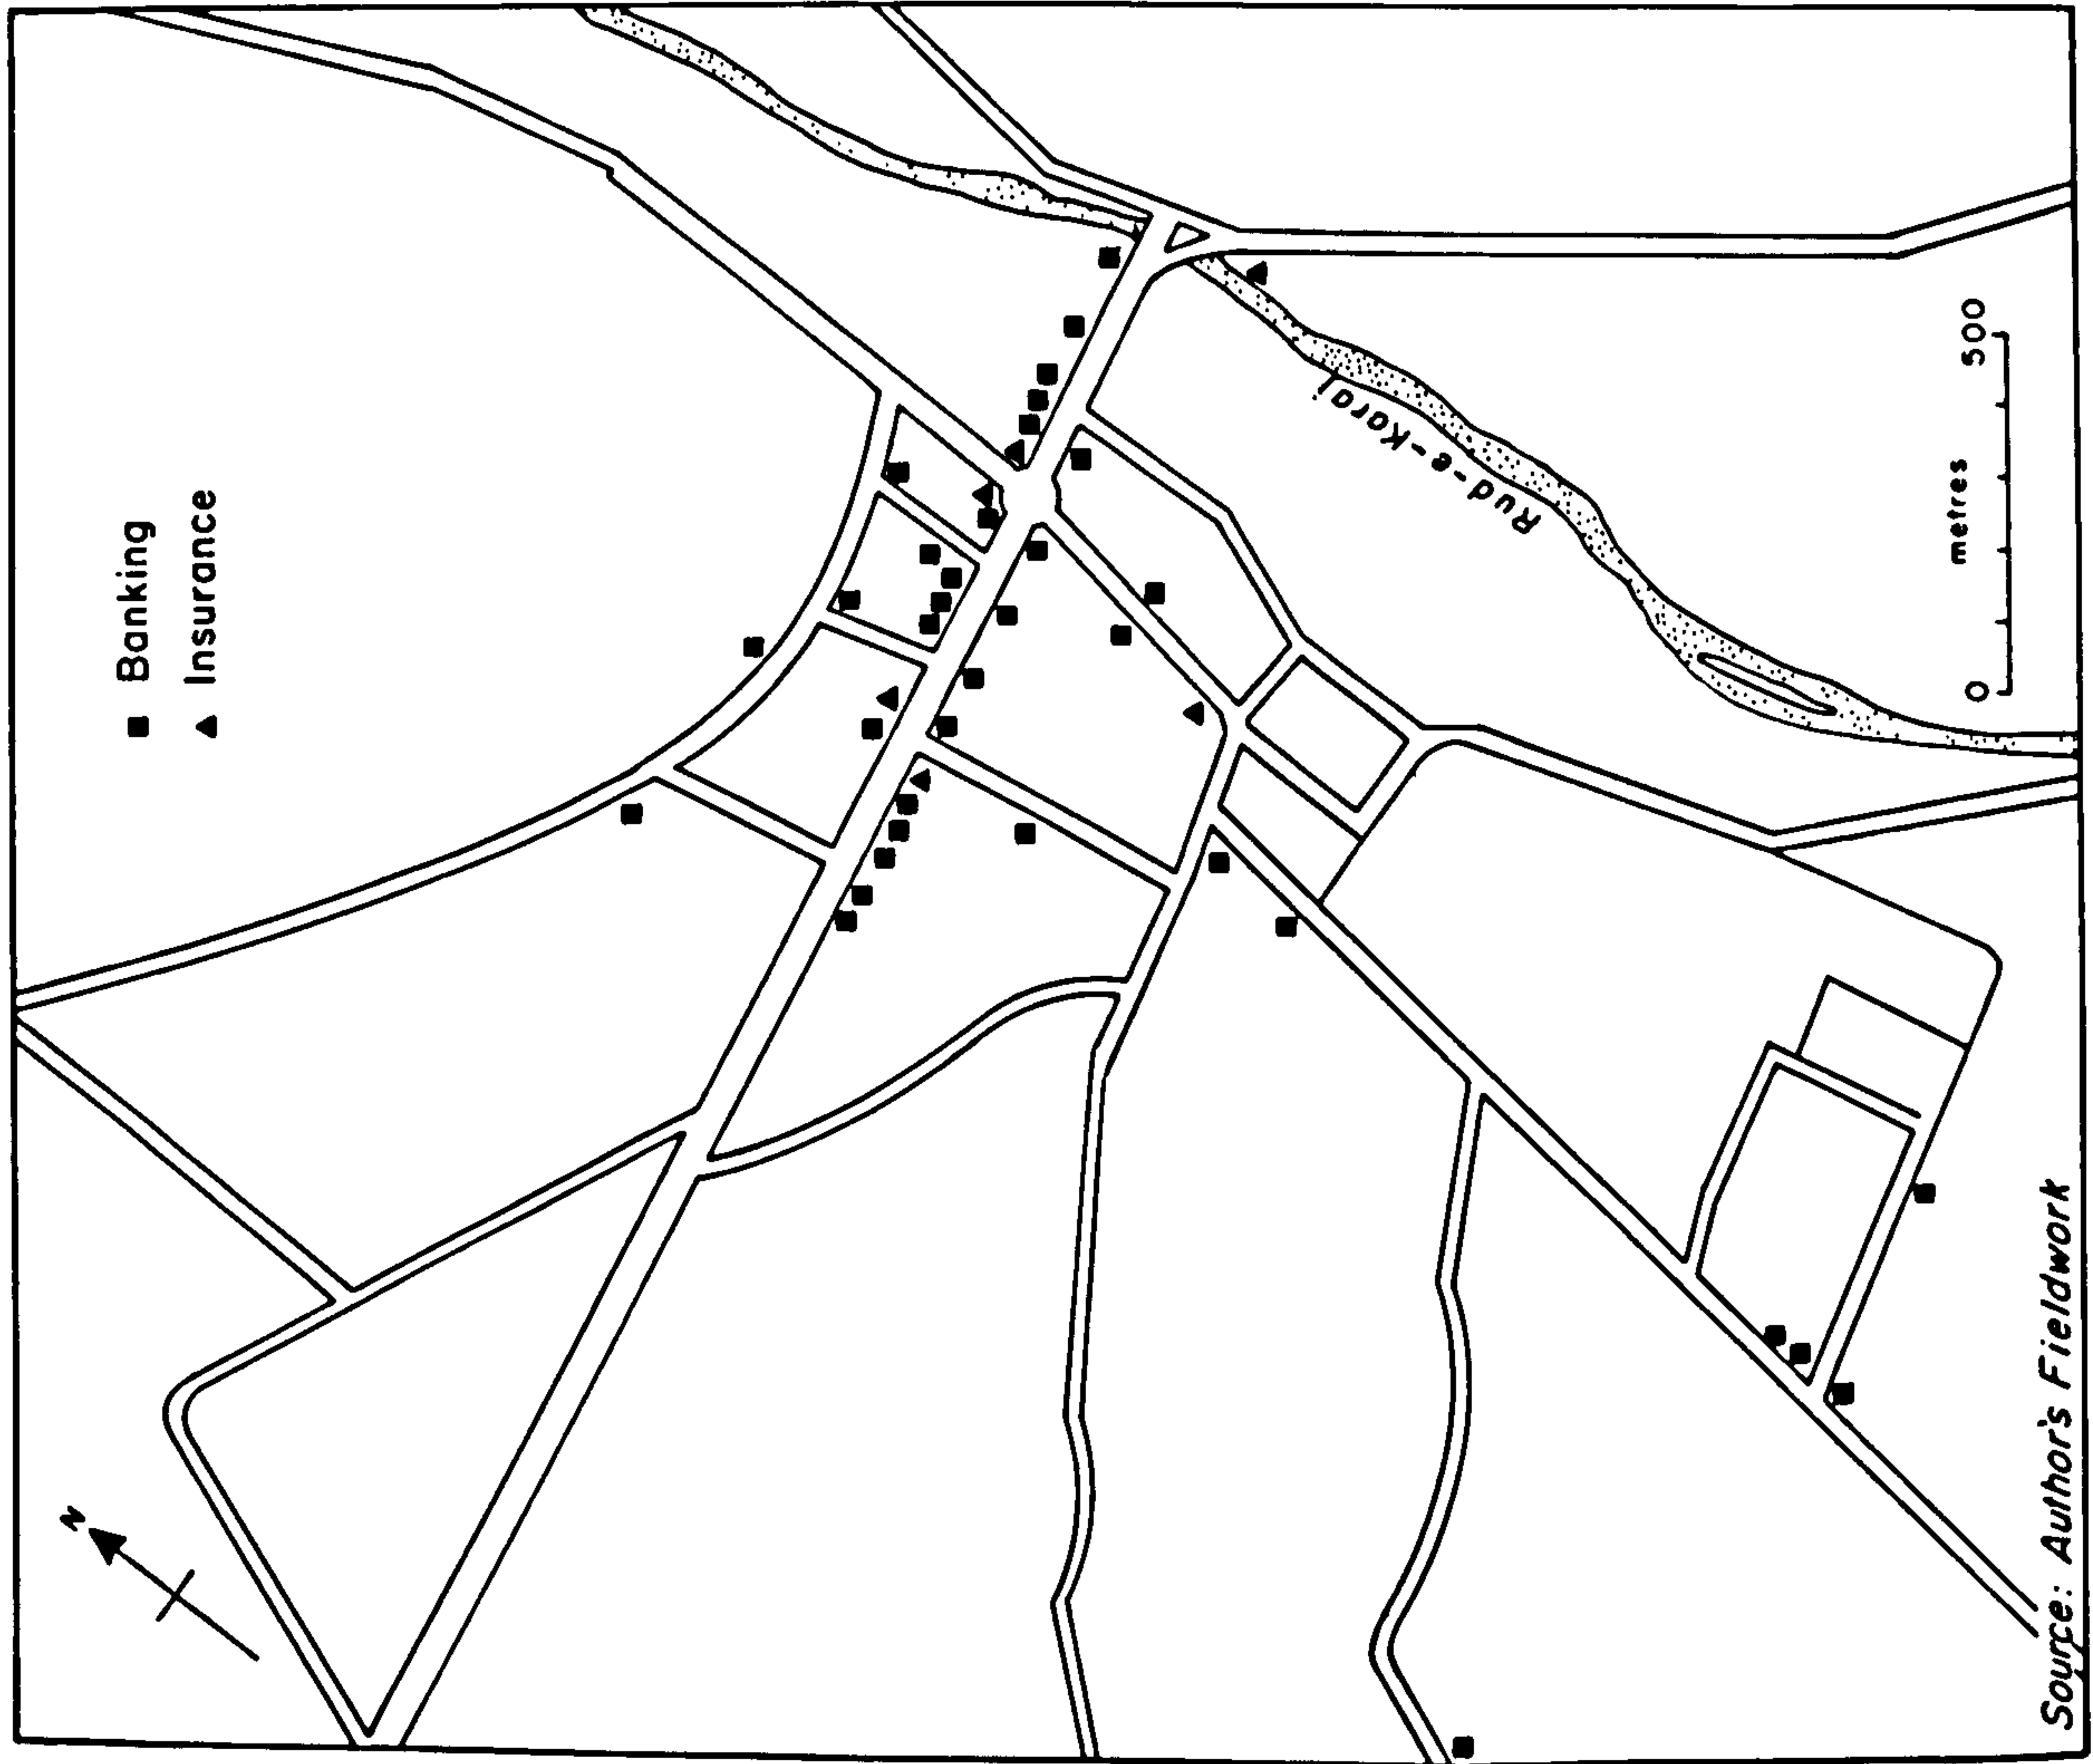 Banking
Insurance
N
Rud-e-Karaj
0 metres 500
Source: Author's Fieldwork